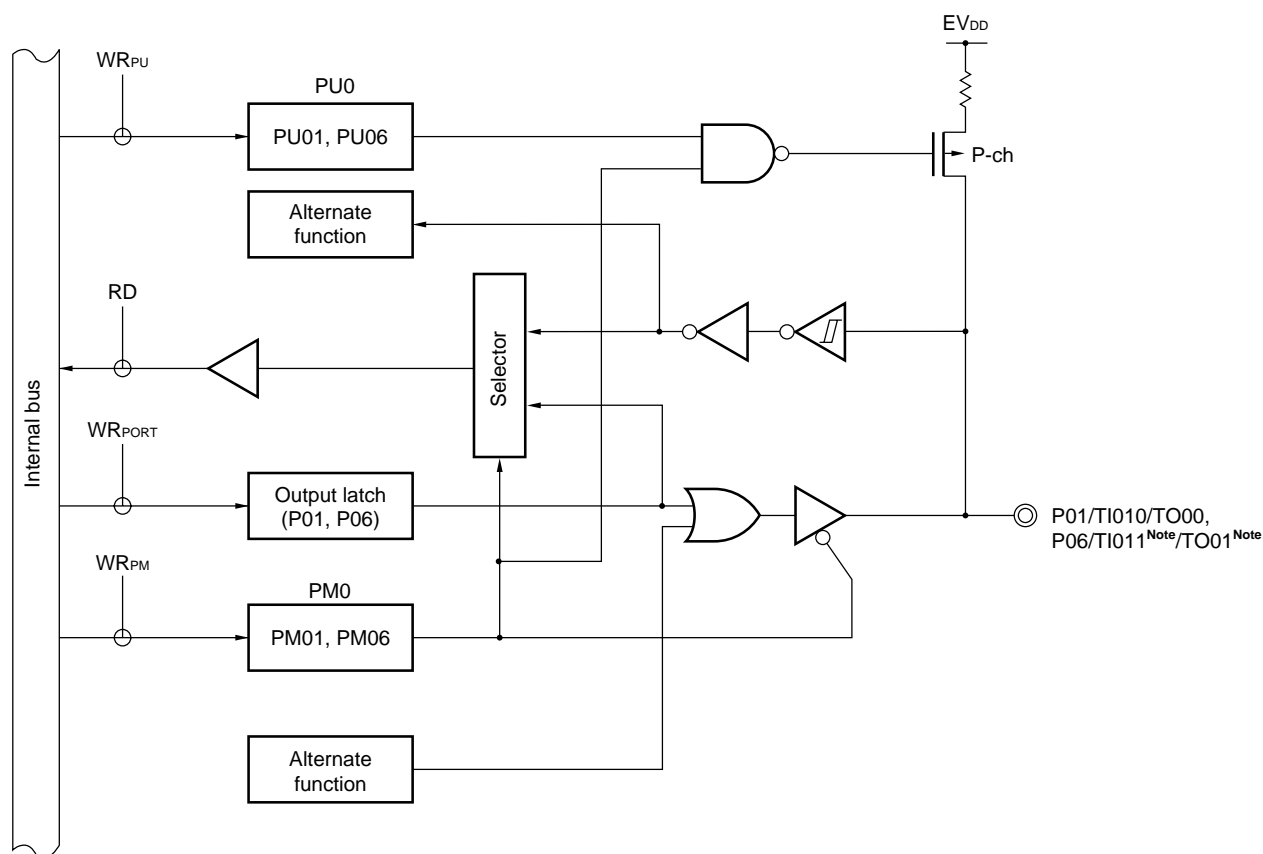 EVDD
WRPU
PU0
PU01, PU06
P-ch
Alternate
function
RD
Selector
Internal bus
WRPORT
Output latch
(P01, P06)
P01/TI010/TO00,
P06/TI011Note/TO01Note
WRPM
PM0
PM01, PM06
Alternate
function